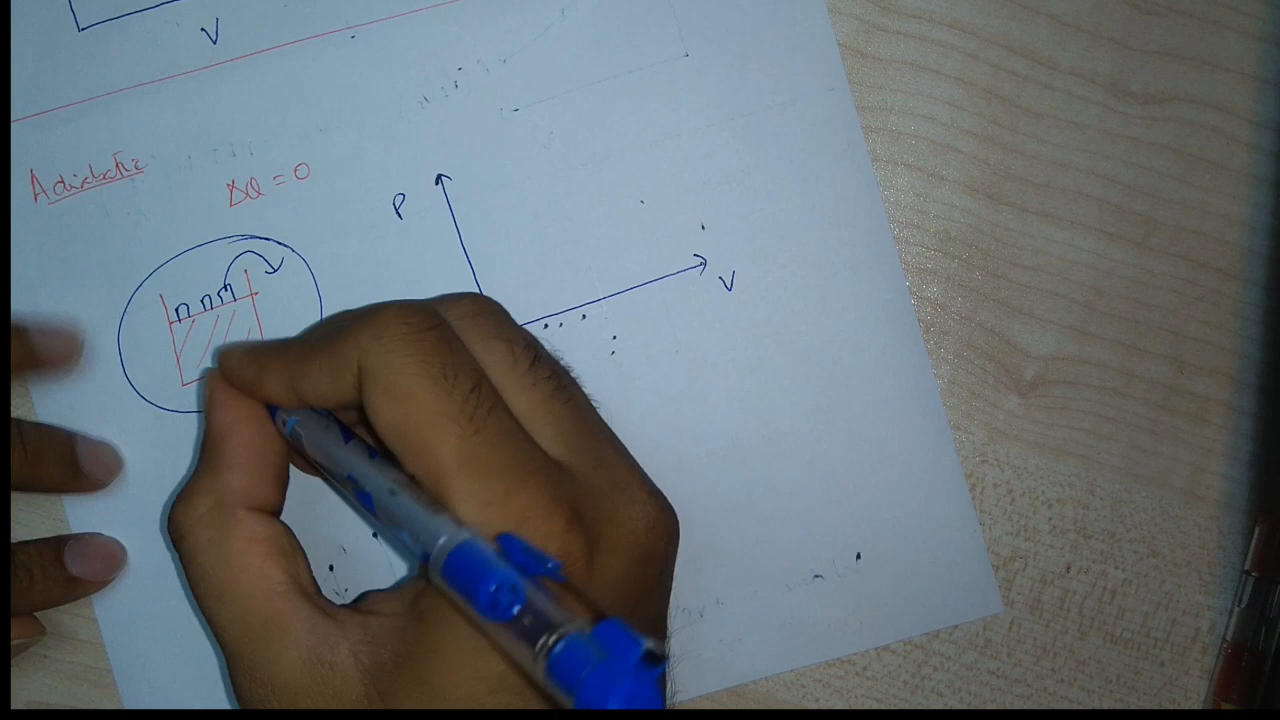 V
Adiabatic
ΔQ = 0
P
V